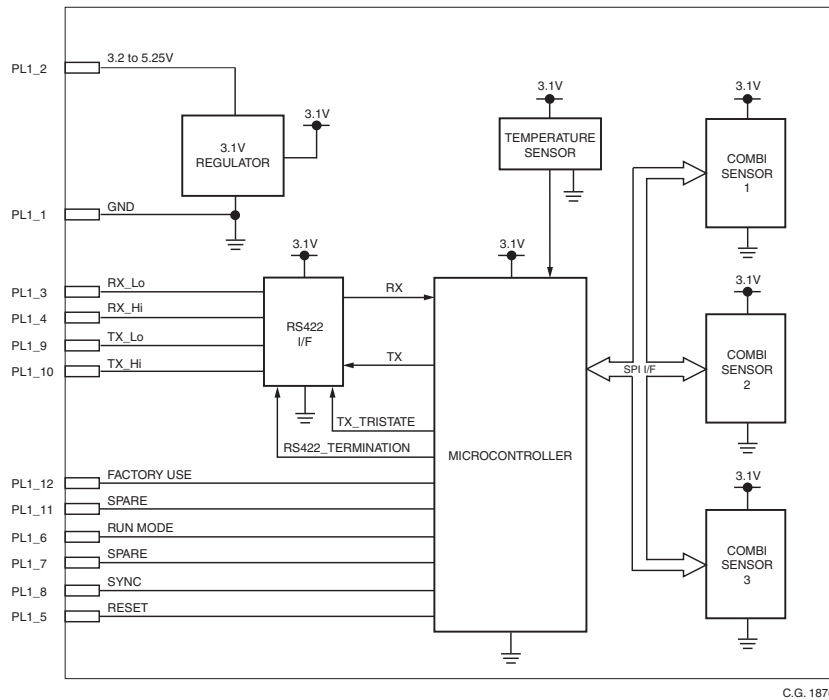 PL1_2
3.2 to 5.25V
3.1V
REGULATOR
3.1V
PL1_1
GND
3.1V
TEMPERATURE
SENSOR
3.1V
COMBI
SENSOR
1
PL1_3
RX_Lo
PL1_4
RX_Hi
PL1_9
TX_Lo
PL1_10
TX_Hi
3.1V
RS422
I/F
RX
TX
TX_TRISTATE
RS422_TERMINATION
3.1V
MICROCONTROLLER
SPI I/F
3.1V
COMBI
SENSOR
2
PL1_12
FACTORY USE
PL1_11
SPARE
PL1_6
RUN MODE
PL1_7
SPARE
PL1_8
SYNC
PL1_5
RESET
3.1V
COMBI
SENSOR
3